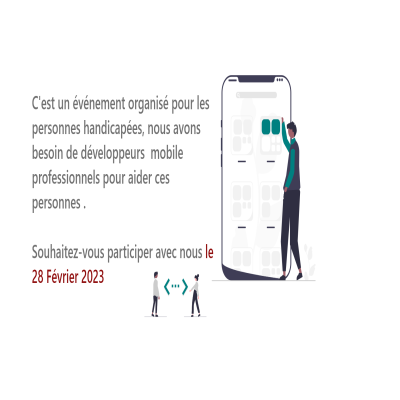 C'est un événement organisé pour les
personnes handicapées, nous avons
besoin de développeurs mobile
professionnels pour aider ces
personnes .
Souhaitez-vous participer avec nous le
28 Février 2023